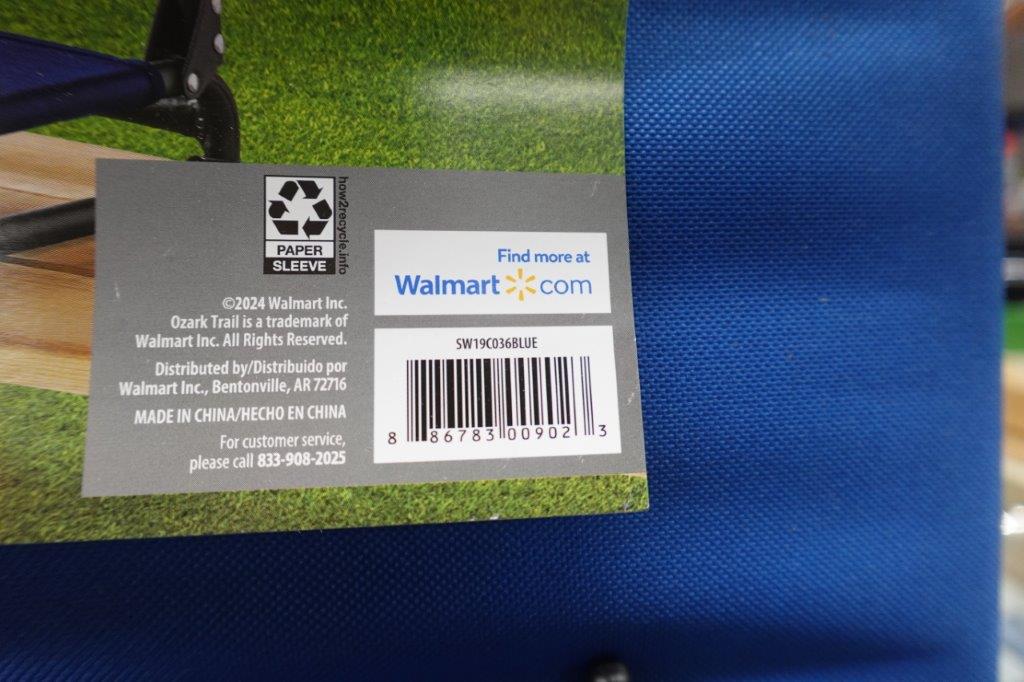 how2recycle.info
PAPER
SLEEVE
©2024 Walmart Inc.
Ozark Trail is a trademark of
Walmart Inc. All Rights Reserved.
Distributed by/Distribuido por
Walmart Inc., Bentonville, AR 72716
MADE IN CHINA/HECHO EN CHINA
For customer service,
please call 833-908-2025
Find more at
Walmart com
SW19C036BLUE
8 86783 00902 3